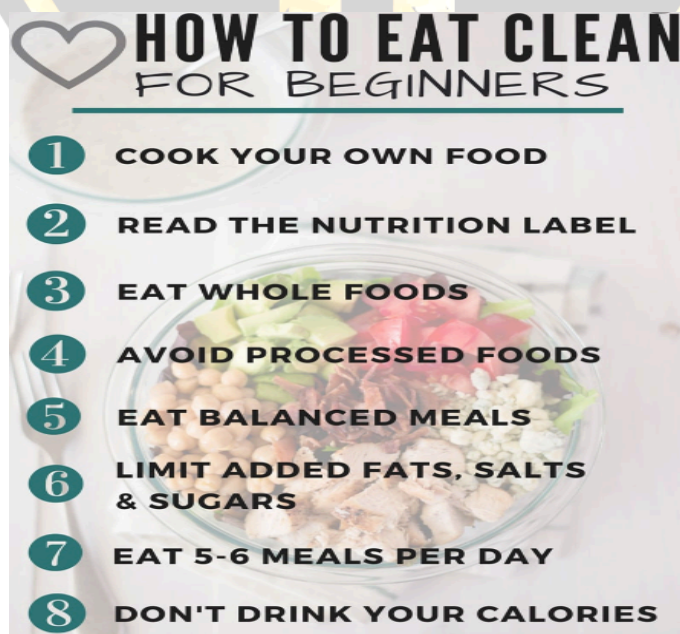 HOW TO EAT CLEAN
FOR BEGINNERS
1 COOK YOUR OWN FOOD
2 READ THE NUTRITION LABEL
3 EAT WHOLE FOODS
4 AVOID PROCESSED FOODS
5 EAT BALANCED MEALS
6 LIMIT ADDED FATS, SALTS
& SUGARS
7 EAT 5-6 MEALS PER DAY
8 DON'T DRINK YOUR CALORIES